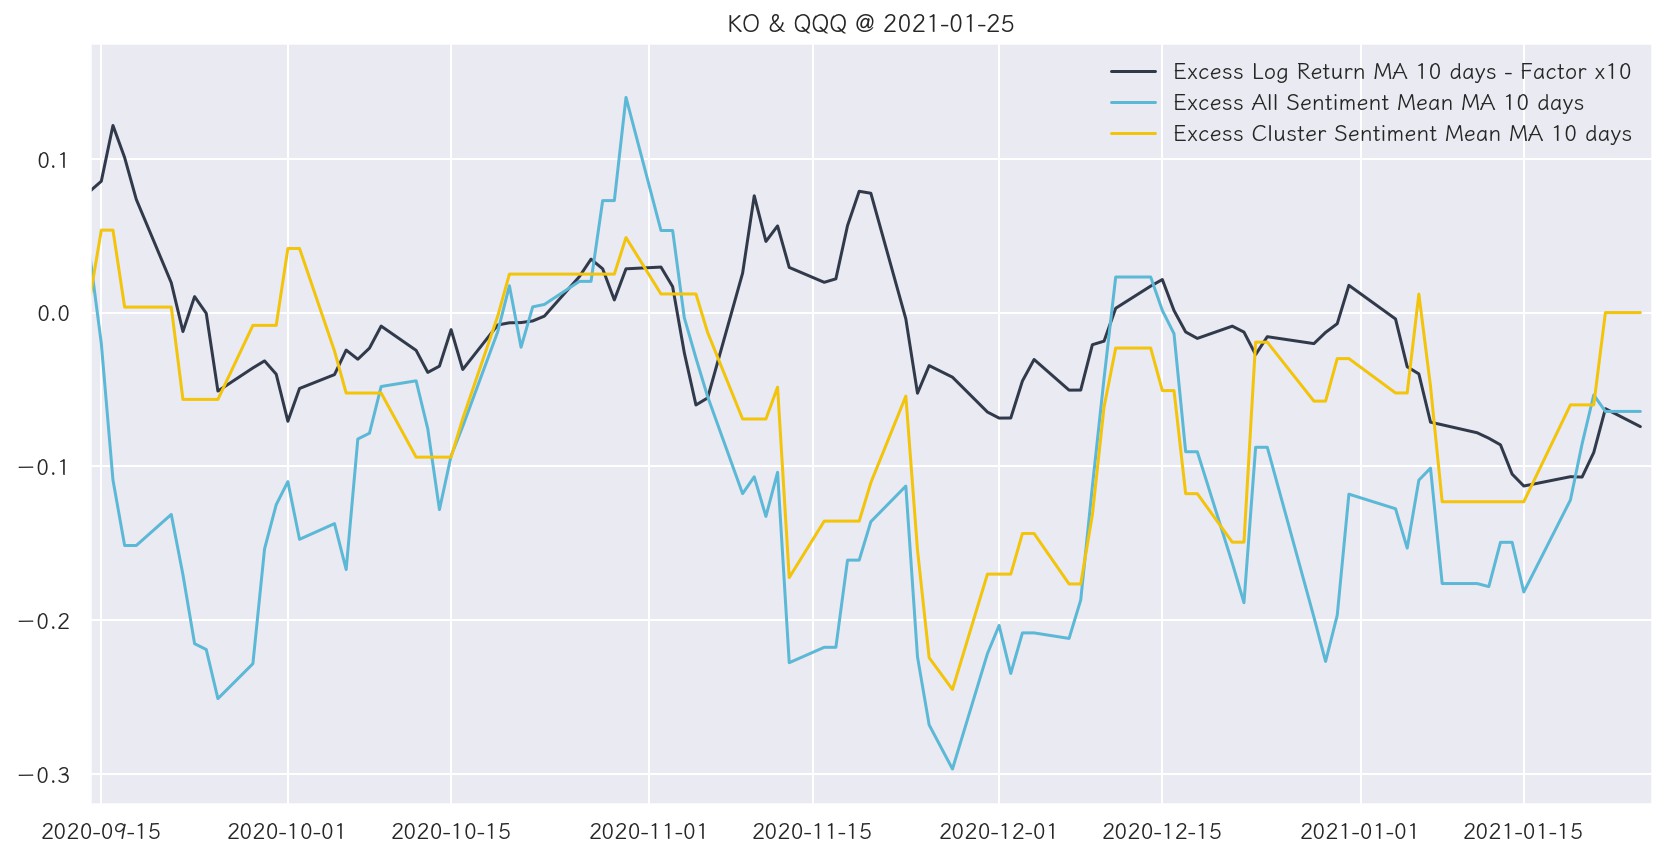 KO & QQQ @ 2021-01-25
Excess Log Return MA 10 days - Factor x10
Excess All Sentiment Mean MA 10 days
Excess Cluster Sentiment Mean MA 10 days
0.1
0.0
−0.1
−0.2
−0.3
2020-09-15 2020-10-01 2020-10-15 2020-11-01 2020-11-15 2020-12-01 2020-12-15 2021-01-01 2021-01-15